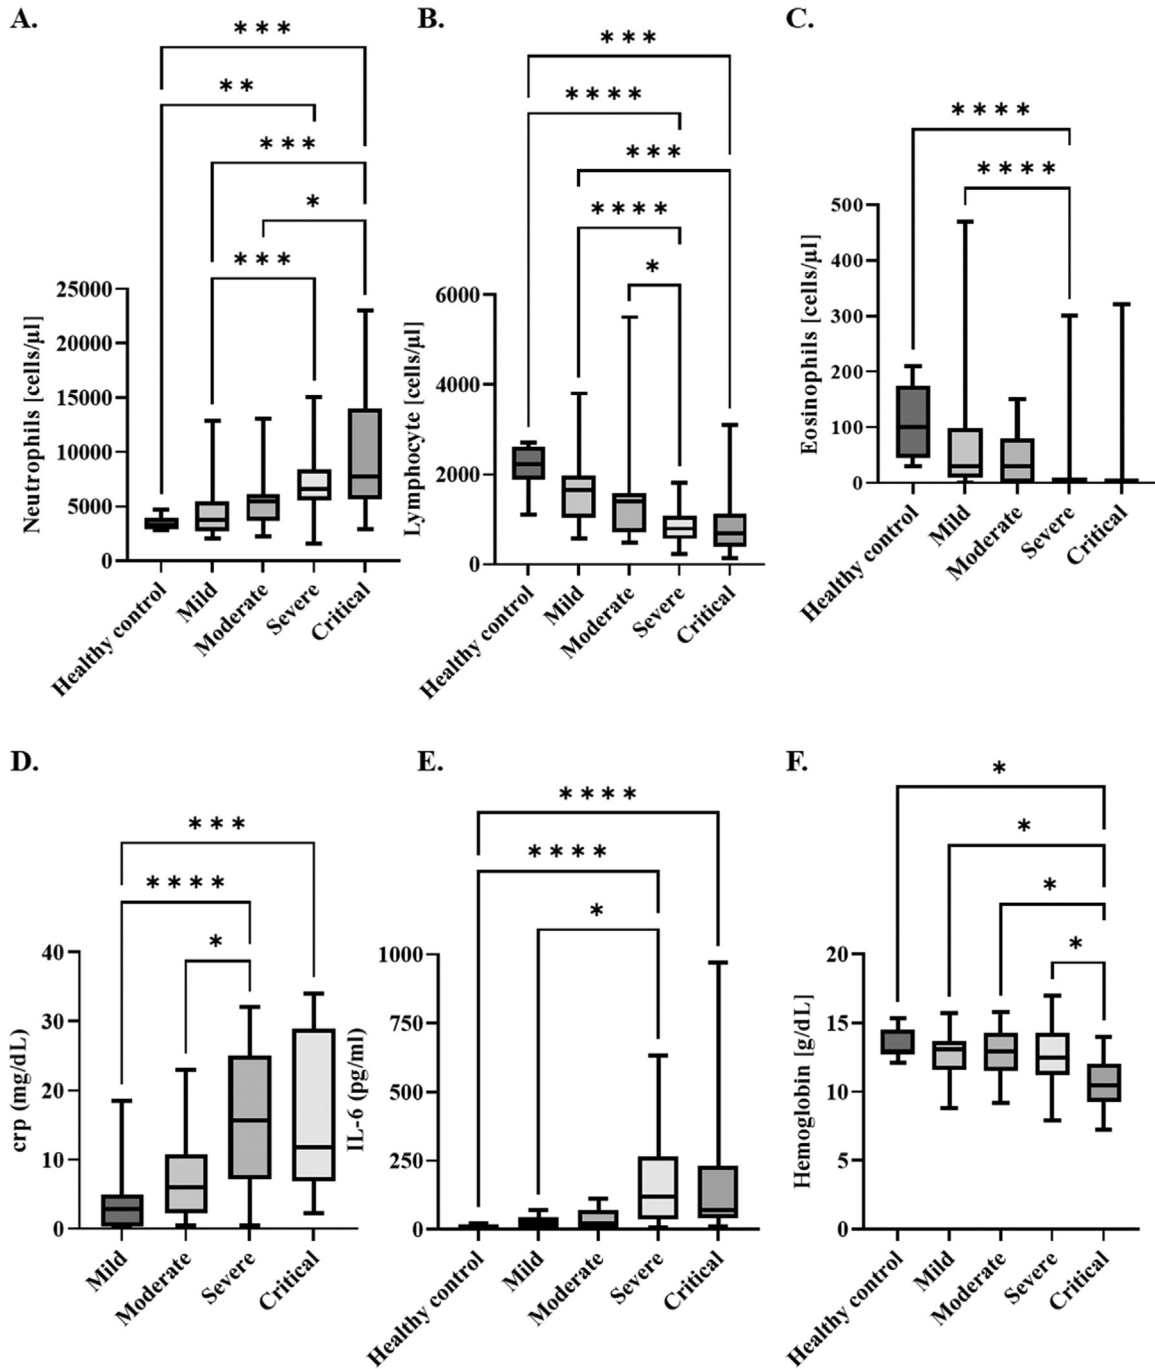 A.
* * *
* *
* * *
*
* * *
Neutrophils [cells/µl]
25000
20000
15000
10000
5000
0
Healthy control
Mild
Moderate
Severe
Critical
B.
* * *
* * * *
* * *
* * * *
*
Lymphocyte [cells/µl]
6000
4000
2000
0
Healthy control
Mild
Moderate
Severe
Critical
C.
* * * *
* * * *
Eosinophils [cells/µl]
500
400
300
200
100
0
Healthy control
Mild
Moderate
Severe
Critical
D.
* * *
* * * *
*
crp (mg/dL)
40
30
20
10
0
Mild
Moderate
Severe
Critical
E.
* * * *
* * * *
*
IL-6 (pg/ml)
1000
750
500
250
0
Healthy control
Mild
Moderate
Severe
Critical
F.
*
*
*
*
Hemoglobin [g/dL]
20
15
10
5
0
Healthy control
Mild
Moderate
Severe
Critical